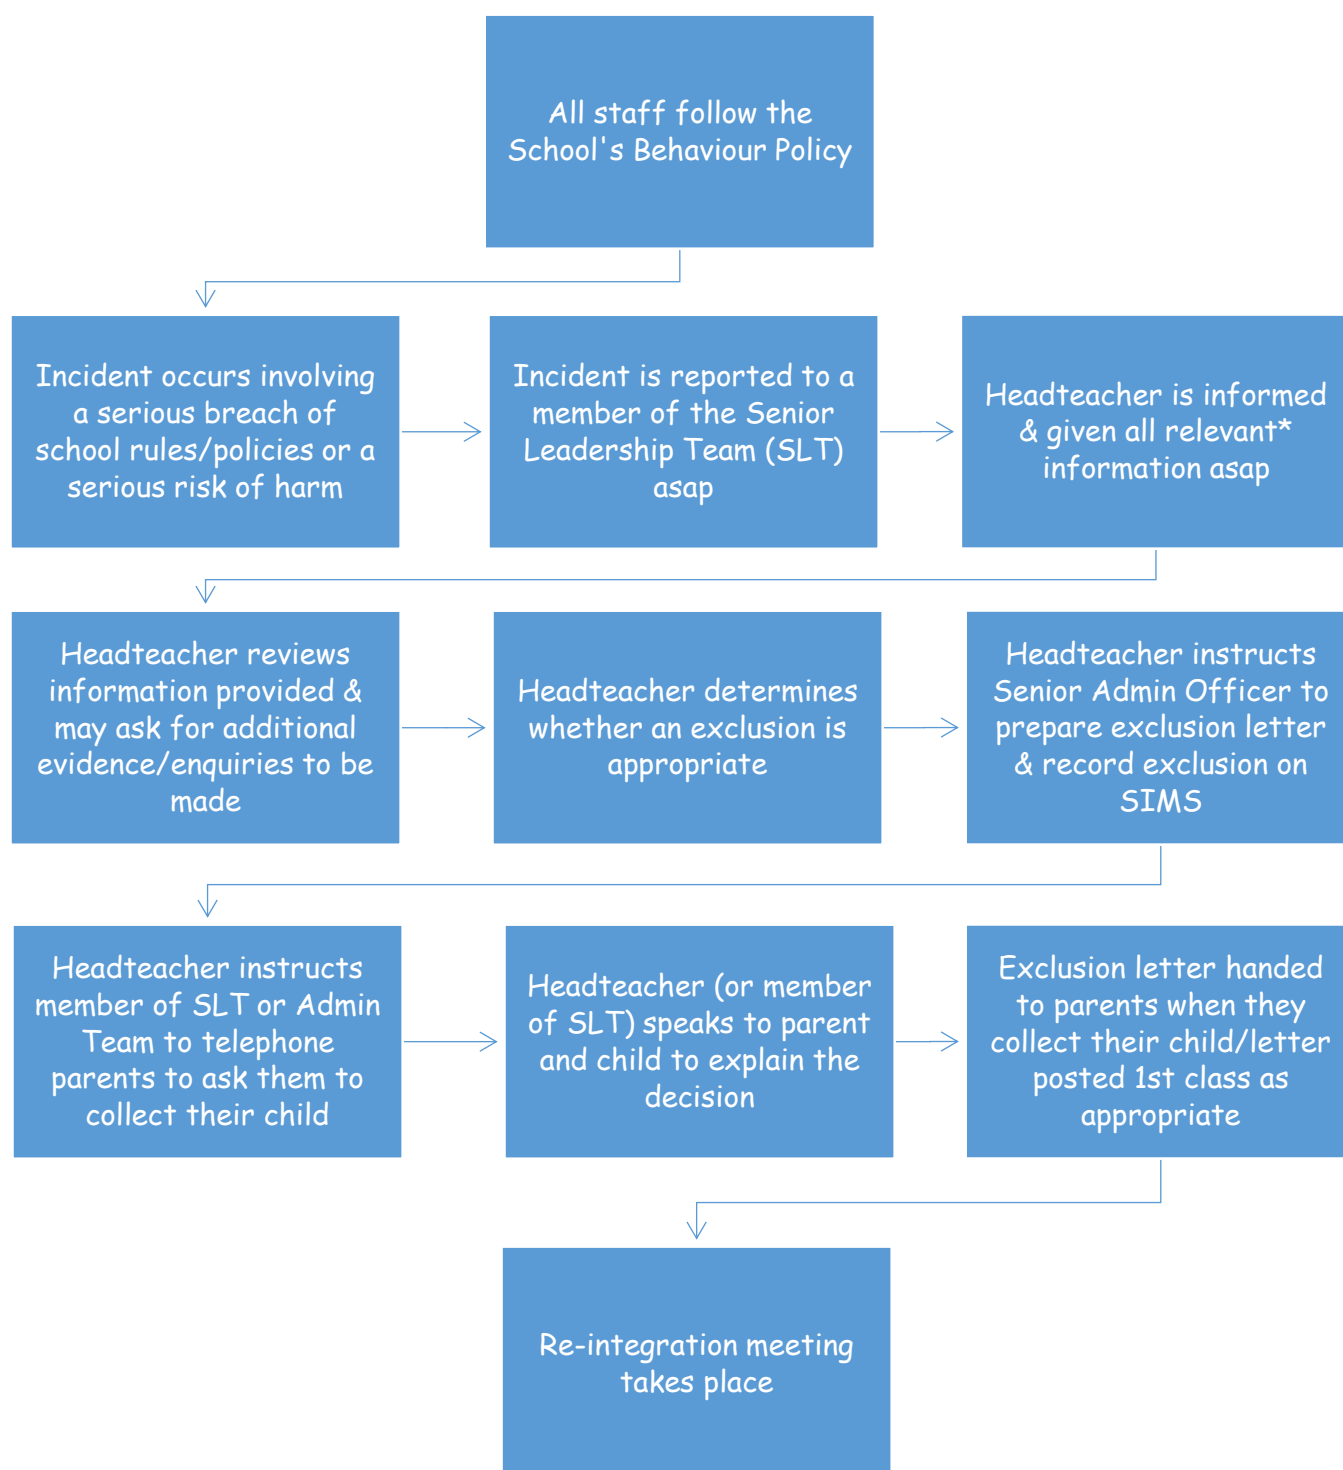 All staff follow the
School's Behaviour Policy
Incident occurs involving
a serious breach of
school rules/policies or a
serious risk of harm
Incident is reported to a
member of the Senior
Leadership Team (SLT)
asap
Headteacher is informed
& given all relevant*
information asap
Headteacher reviews
information provided &
may ask for additional
evidence/enquiries to be
made
Headteacher determines
whether an exclusion is
appropriate
Headteacher instructs
Senior Admin Officer to
prepare exclusion letter
& record exclusion on
SIMS
Headteacher instructs
member of SLT or Admin
Team to telephone
parents to ask them to
collect their child
Headteacher (or member
of SLT) speaks to parent
and child to explain the
decision
Exclusion letter handed
to parents when they
collect their child/letter
posted 1st class as
appropriate
Re-integration meeting
takes place